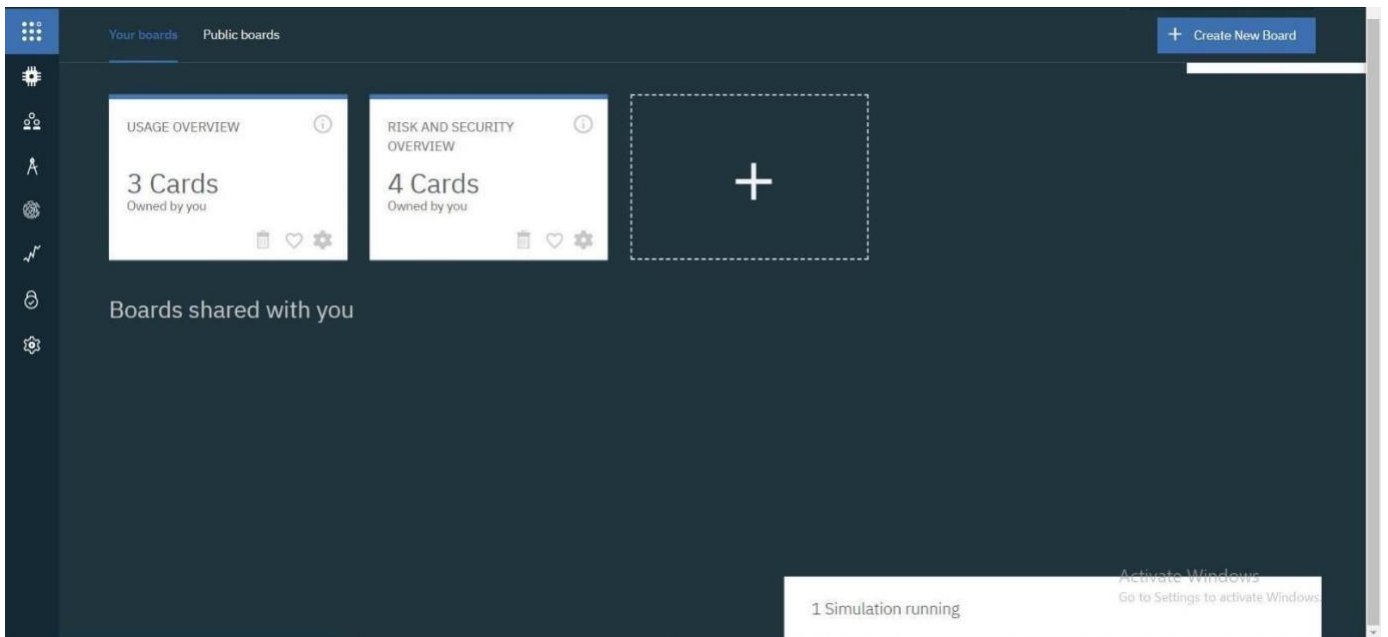 Your boards
Public boards
Create New Board
USAGE OVERVIEW
3 Cards
Owned by you
RISK AND SECURITY
OVERVIEW
4 Cards
Owned by you
Boards shared with you
1 Simulation running
Activate Windows
Go to Settings to activate Windows.